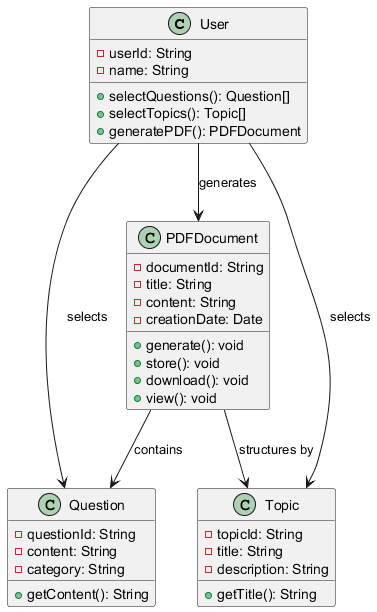 C User
userId: String
name: String
selectQuestions(): Question[]
selectTopics(): Topic[]
generatePDF(): PDFDocument
generates
C PDFDocument
documentId: String
title: String
content: String
creationDate: Date
generate(): void
store(): void
download(): void
view(): void
selects
selects
contains
structures by
C Question
questionId: String
content: String
category: String
getContent(): String
C Topic
topicId: String
title: String
description: String
getTitle(): String